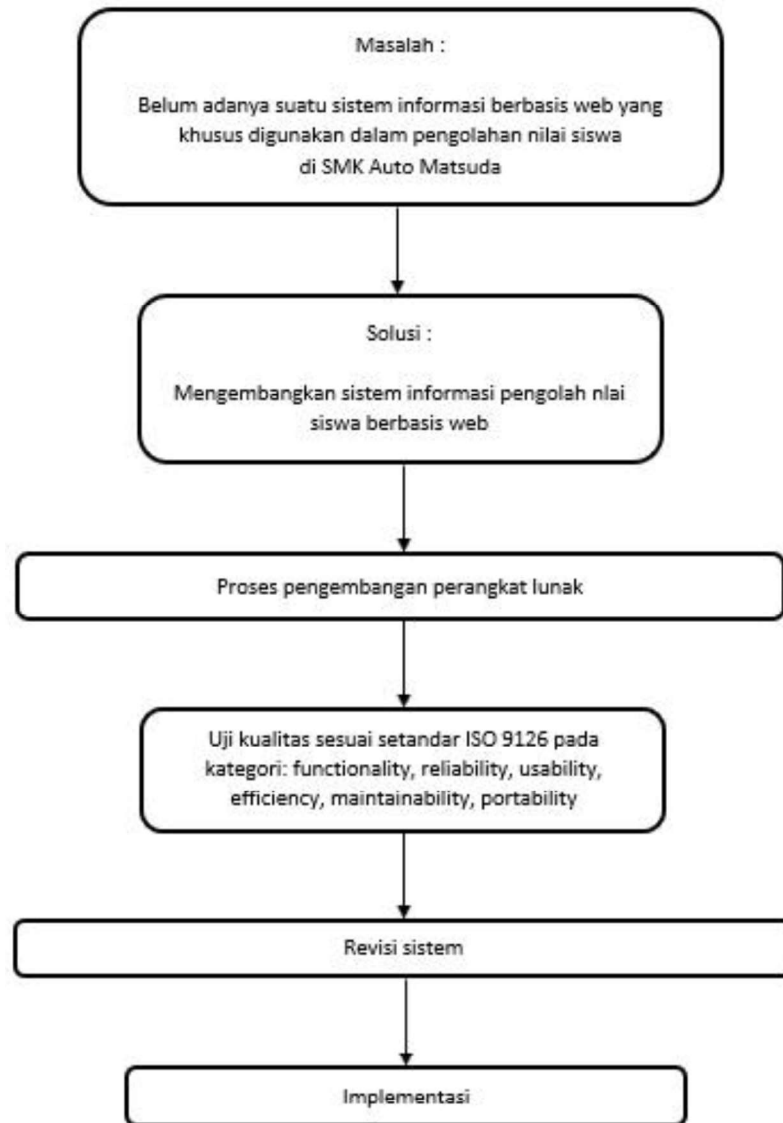 Masalah :
Belum adanya suatu sistem informasi berbasis web yang
khusus digunakan dalam pengolahan nilai siswa
di SMK Auto Matsuda
Solusi :
Mengembangkan sistem informasi pengolah nlai
siswa berbasis web
Proses pengembangan perangkat lunak
Uji kualitas sesuai setandar ISO 9126 pada
kategori: functionality, reliability, usability,
efficiency, maintainability, portability
Revisi sistem
Implementasi